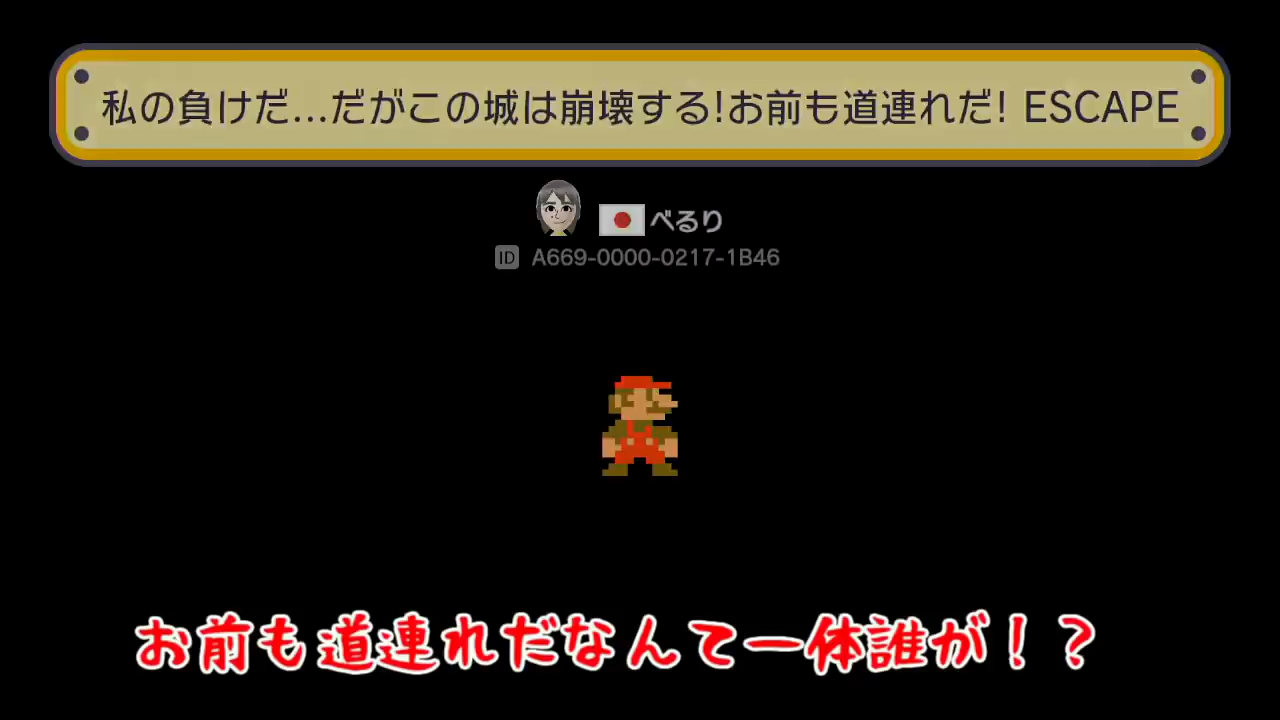 私の負けだ...だがこの城は崩壊する!お前も道連れだ! ESCAPE
べるり
ID A669-0000-0217-1B46
お前も道連れだなんて一体誰が！？